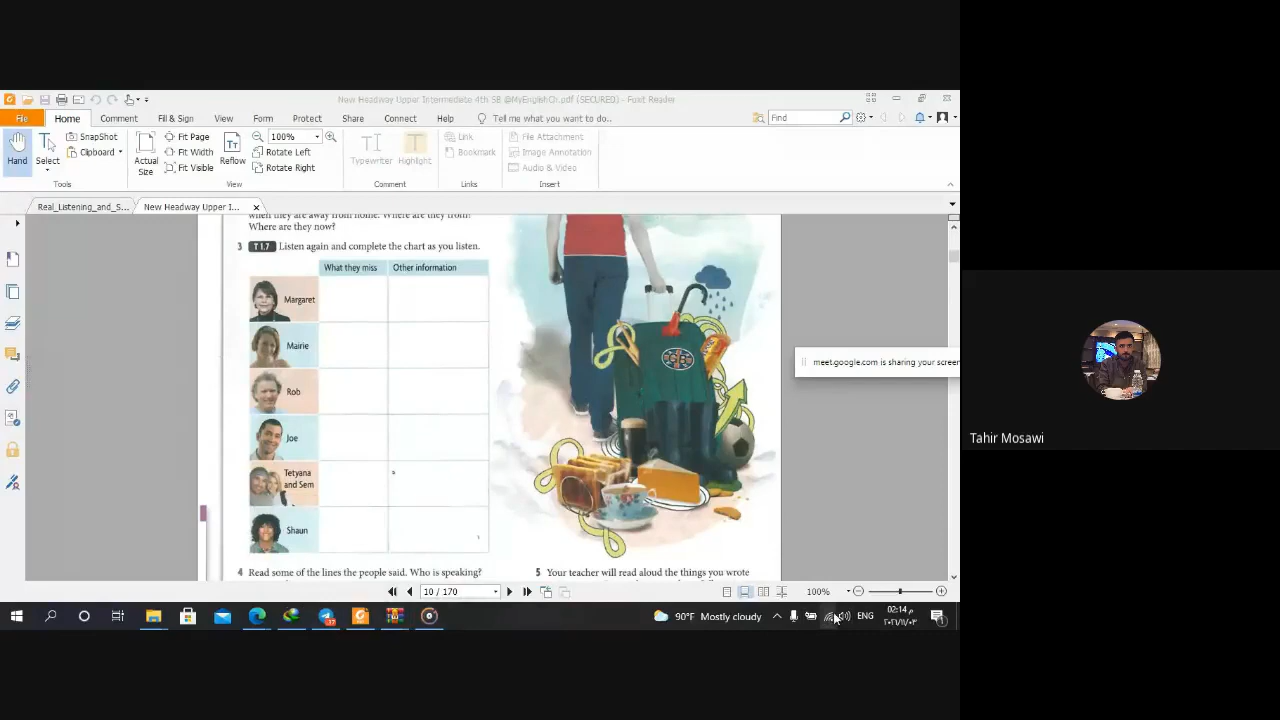 New Headway Upper Intermedeite 4th SB @MyEnglishOr.pdf (SECURED) - Foxit Reader
File Home Comment Fill & Sign View Form Protect Share Connect Help Tell me what you want to do.. Find
Hand
Select
SnapShot
Clipboard
Actual Size
Fit Page
Fit Width
Fit Visible
Reflow
100%
Rotate Left
Rotate Right
Typewriter
Highlight
Link
Bookmark
File Attachment
Image Annotation
Audio & Video
Tools View Comment Links Insert
Real_Listening_and_S... New Headway Upper I...
when they are away from home. Where are they from?
Where are they now?
3 T 1.7 Listen again and complete the chart as you listen.
What they miss Other information
Margaret
Mairie
Rob
Joe
Tetyana
and Sem
Shaun
4 Read some of the lines the people said. Who is speaking?
5 Your teacher will read aloud the things you wrote
meet.google.com is sharing your screen
Tahir Mosawi
10 / 170 100%
90°F Mostly cloudy ENG
02:14 م
٢٠٢١/١١/٠٣